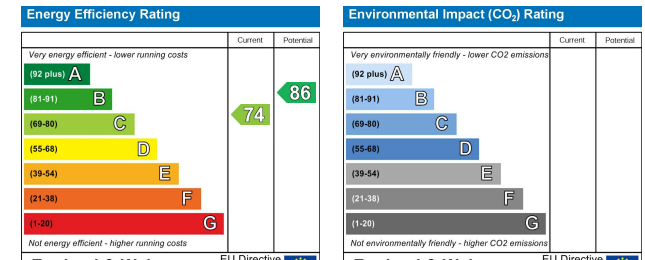 Energy Efficiency Rating
Current Potential
Very energy efficient - lower running costs
(92 plus) A
(81-91) B
(69-80) C
(55-68) D
(39-54) E
(21-38) F
(1-20) G
74
86
Not energy efficient - higher running costs
EU Directive
Environmental Impact (CO₂) Rating
Current Potential
Very environmentally friendly - lower CO2 emissions
(92 plus) A
(81-91) B
(69-80) C
(55-68) D
(39-54) E
(21-38) F
(1-20) G
Not environmentally friendly - higher CO2 emissions
EU Directive